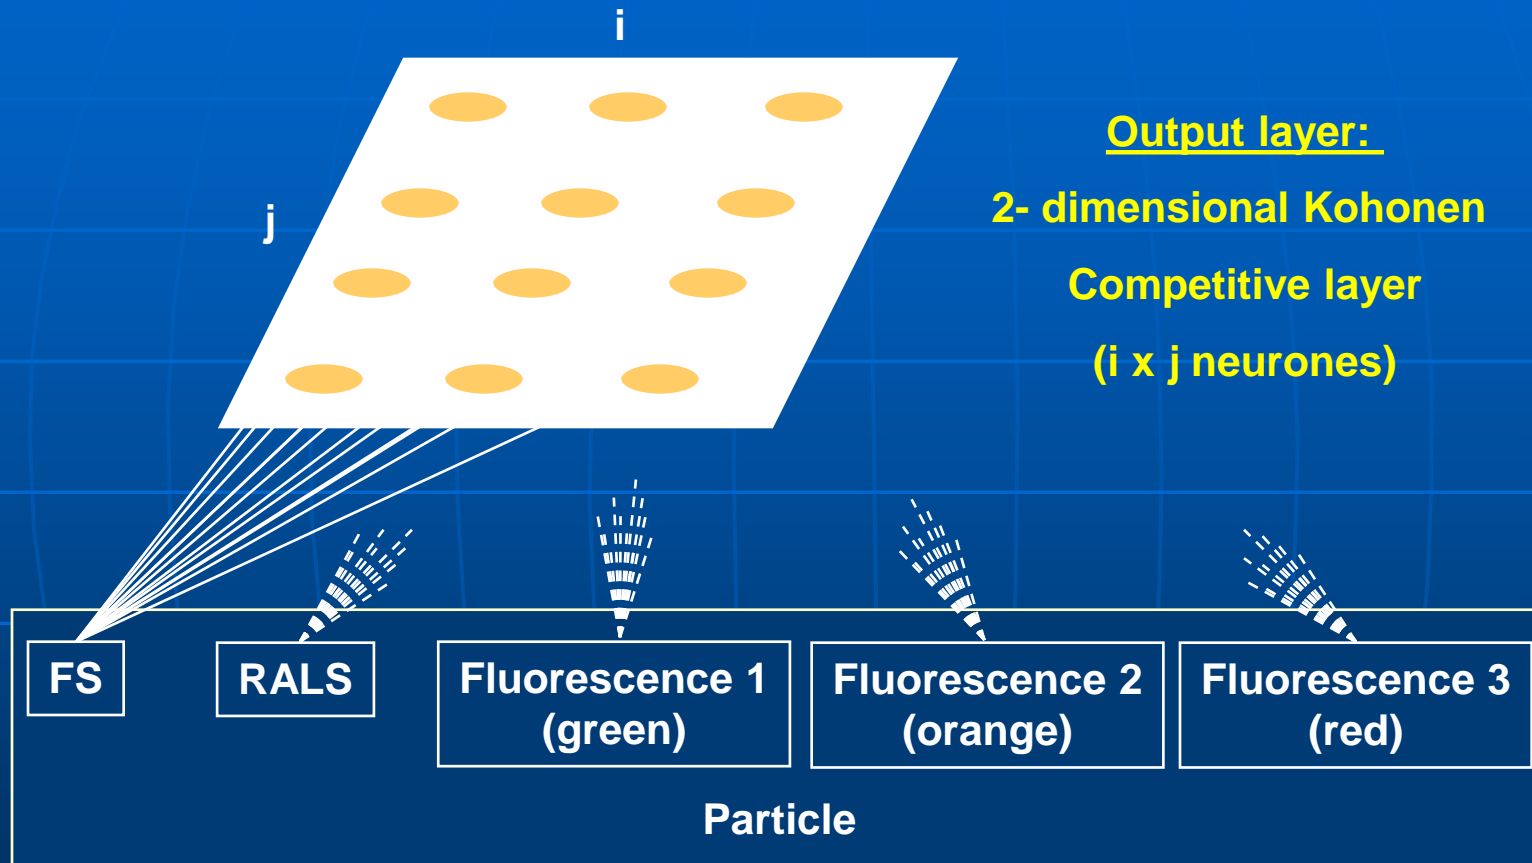 i
j
Output layer:
2- dimensional Kohonen
Competitive layer
(i x j neurones)
FS
RALS
Fluorescence 1
(green)
Fluorescence 2
(orange)
Fluorescence 3
(red)
Particle